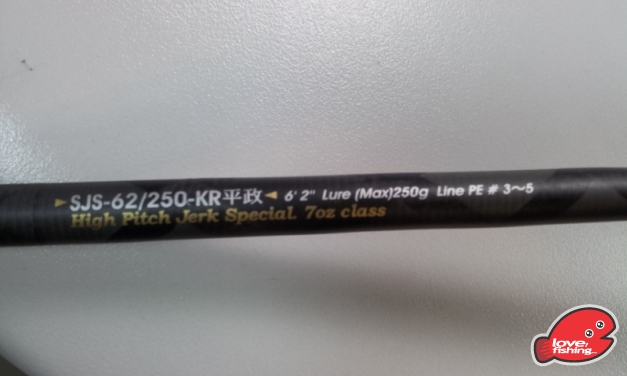 ►SJS-62/250-KR平政◄ 6' 2" Lure (Max)250g Line PE # 3〜5
High Pitch Jerk Special 7oz class
love,
fishing...